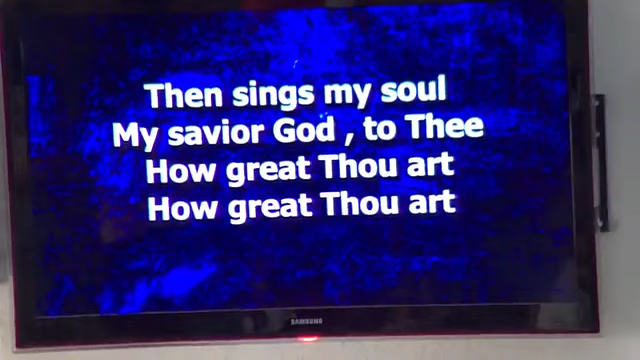 Then sings my soul
My savior God , to Thee
How great Thou art
How great Thou art
SAMSUNG